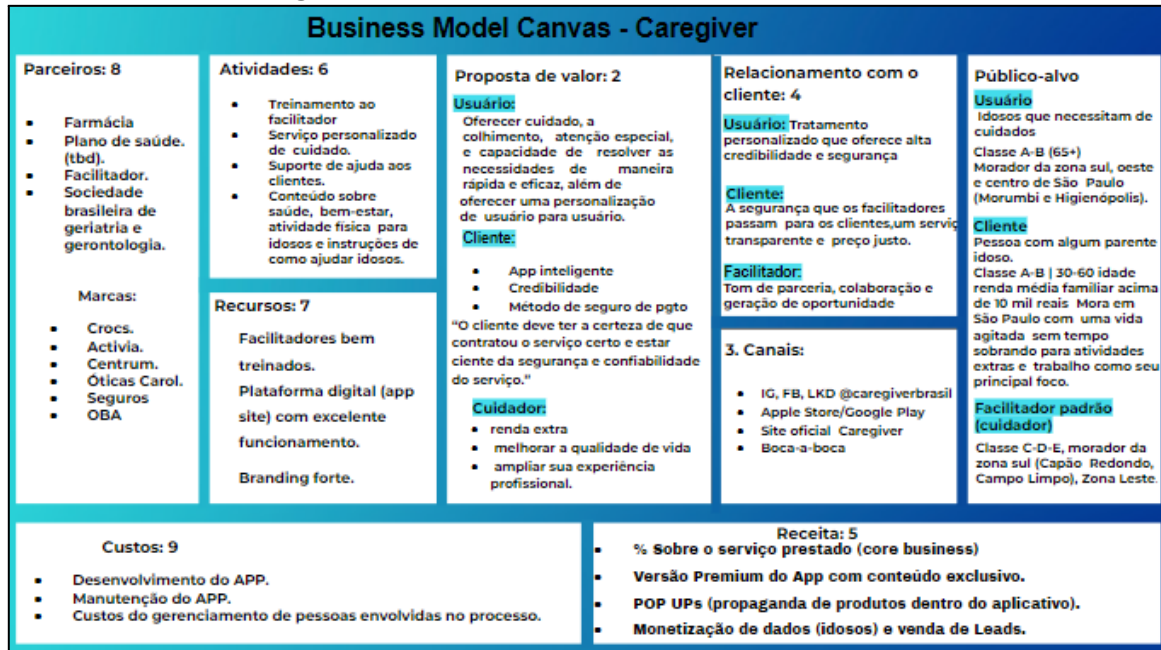 Business Model Canvas - Caregiver
Parceiros: 8
• Farmácia
• Plano de saúde.
(tbd).
• Facilitador.
• Sociedade
brasileira de
geriatria e
gerontologia.
Marcas:
• Crocs.
• Activia.
• Centrum.
• Óticas Carol.
• Seguros
• OBA
Atividades: 6
• Treinamento ao
facilitador
• Serviço personalizado
de cuidado.
• Suporte de ajuda aos
clientes.
• Conteúdo sobre
saúde, bem-estar,
atividade física para
idosos e instruções de
como ajudar idosos.
Recursos: 7
Facilitadores bem
treinados.
Plataforma digital (app
site) com excelente
funcionamento.
Branding forte.
Proposta de valor: 2
Usuário:
Oferecer cuidado, a
colhimento, atenção especial,
e capacidade de resolver as
necessidades de maneira
rápida e eficaz, além de
oferecer uma personalização
de usuário para usuário.
Cliente:
• App inteligente
• Credibilidade
• Método de seguro de pgto
“O cliente deve ter a certeza de que
contratou o serviço certo e estar
ciente da segurança e confiabilidade
do serviço.”
Cuidador:
• renda extra
• melhorar a qualidade de vida
• ampliar sua experiência
profissional.
Relacionamento com o
cliente: 4
Usuário: Tratamento
personalizado que oferece alta
credibilidade e segurança
Cliente:
A segurança que os facilitadores
passam para os clientes,um serviç
transparente e preço justo.
Facilitador:
Tom de parceria, colaboração e
geração de oportunidade
3. Canais:
• IG, FB, LKD @caregiverbrasil
• Apple Store/Google Play
• Site oficial Caregiver
• Boca-a-boca
Público-alvo
Usuário
Idosos que necessitam de
cuidados
Classe A-B (65+)
Morador da zona sul, oeste
e centro de São Paulo
(Morumbi e Higienópolis).
Cliente
Pessoa com algum parente
idoso.
Classe A-B | 30-60 idade
renda média familiar acima
de 10 mil reais Mora em
São Paulo com uma vida
agitada sem tempo
sobrando para atividades
extras e trabalho como seu
principal foco.
Facilitador padrão
(cuidador)
Classe C-D-E, morador da
zona sul (Capão Redondo,
Campo Limpo), Zona Leste.
Custos: 9
• Desenvolvimento do APP.
• Manutenção do APP.
• Custos do gerenciamento de pessoas envolvidas no processo.
Receita: 5
• % Sobre o serviço prestado (core business)
• Versão Premium do App com conteúdo exclusivo.
• POP UPs (propaganda de produtos dentro do aplicativo).
• Monetização de dados (idosos) e venda de Leads.